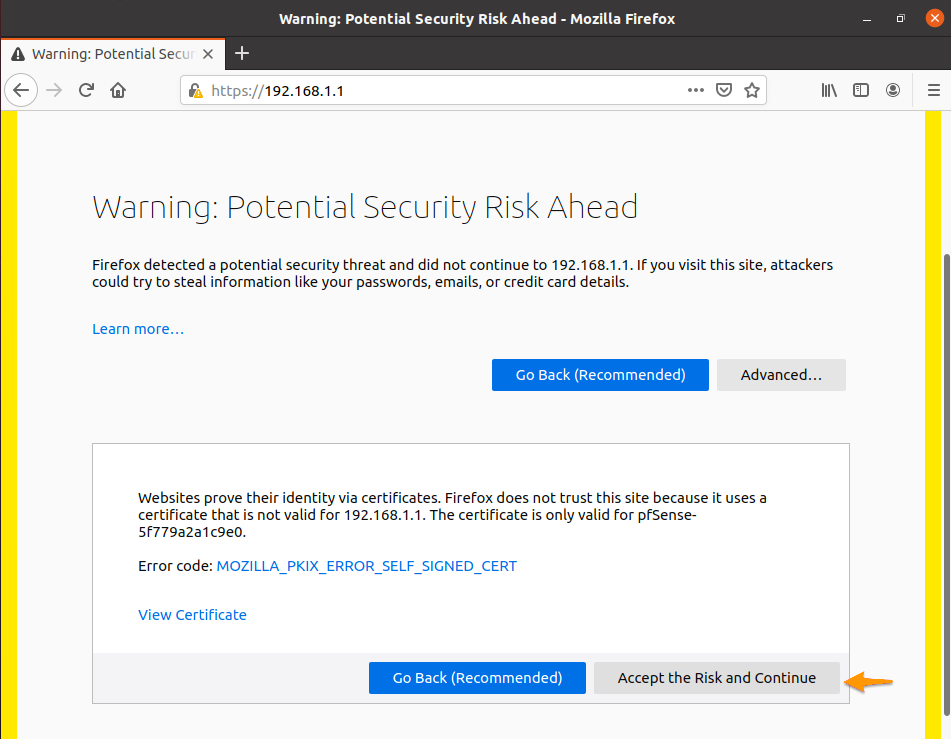 Warning: Potential Security Risk Ahead - Mozilla Firefox
Warning: Potential Secur
https://192.168.1.1
Warning: Potential Security Risk Ahead
Firefox detected a potential security threat and did not continue to 192.168.1.1. If you visit this site, attackers
could try to steal information like your passwords, emails, or credit card details.
Learn more…
Go Back (Recommended)
Advanced…
Websites prove their identity via certificates. Firefox does not trust this site because it uses a
certificate that is not valid for 192.168.1.1. The certificate is only valid for pfSense-
5f779a2a1c9e0.
Error code: MOZILLA_PKIX_ERROR_SELF_SIGNED_CERT
View Certificate
Go Back (Recommended)
Accept the Risk and Continue